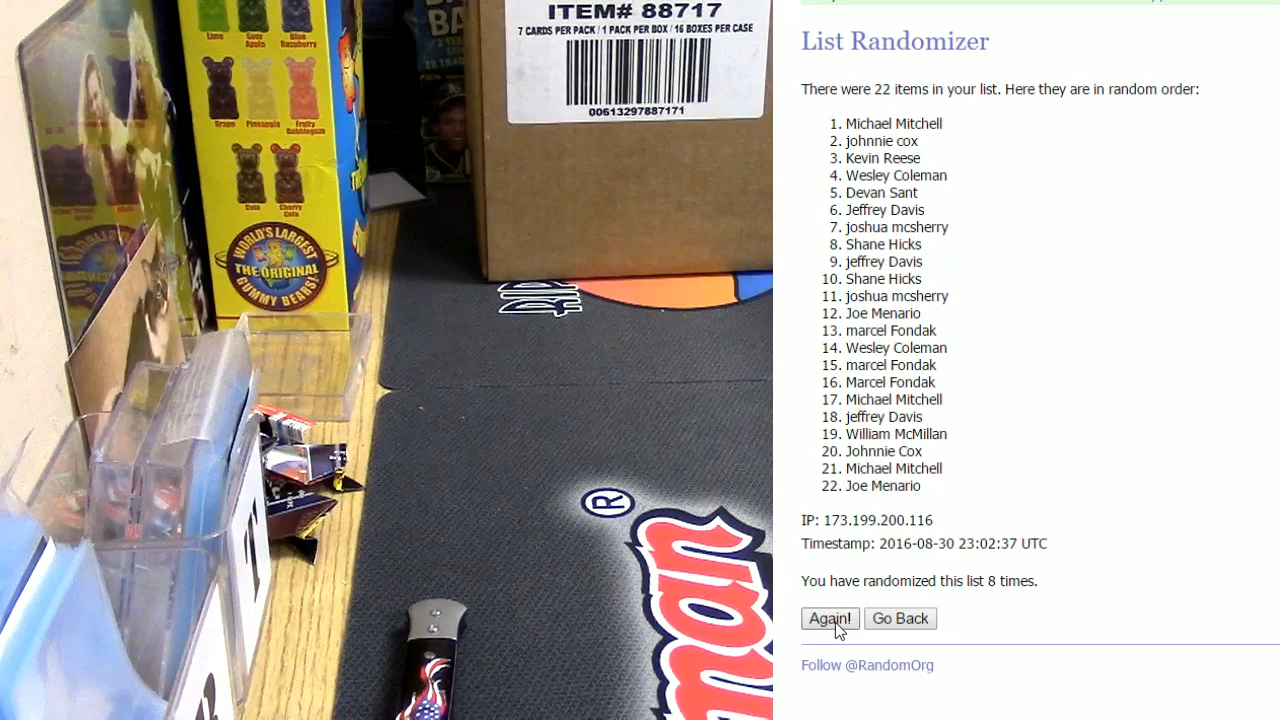 Lime
Sour Apple
Blue Raspberry
Grape
Pineapple
Fruity Bubblegum
Cola
Cherry Cola
WORLD'S LARGEST
THE ORIGINAL
GUMMY BEARS!
ITEM# 88717
7 CARDS PER PACK / 1 PACK PER BOX / 16 BOXES PER CASE
00613297887171
®
man
T
List Randomizer
There were 22 items in your list. Here they are in random order:
1. Michael Mitchell
2. johnnie cox
3. Kevin Reese
4. Wesley Coleman
5. Devan Sant
6. Jeffrey Davis
7. joshua mcsherry
8. Shane Hicks
9. jeffrey Davis
10. Shane Hicks
11. joshua mcsherry
12. Joe Menario
13. marcel Fondak
14. Wesley Coleman
15. marcel Fondak
16. Marcel Fondak
17. Michael Mitchell
18. jeffrey Davis
19. William McMillan
20. Johnnie Cox
21. Michael Mitchell
22. Joe Menario
IP: 173.199.200.116
Timestamp: 2016-08-30 23:02:37 UTC
You have randomized this list 8 times.
Again!
Go Back
Follow @RandomOrg